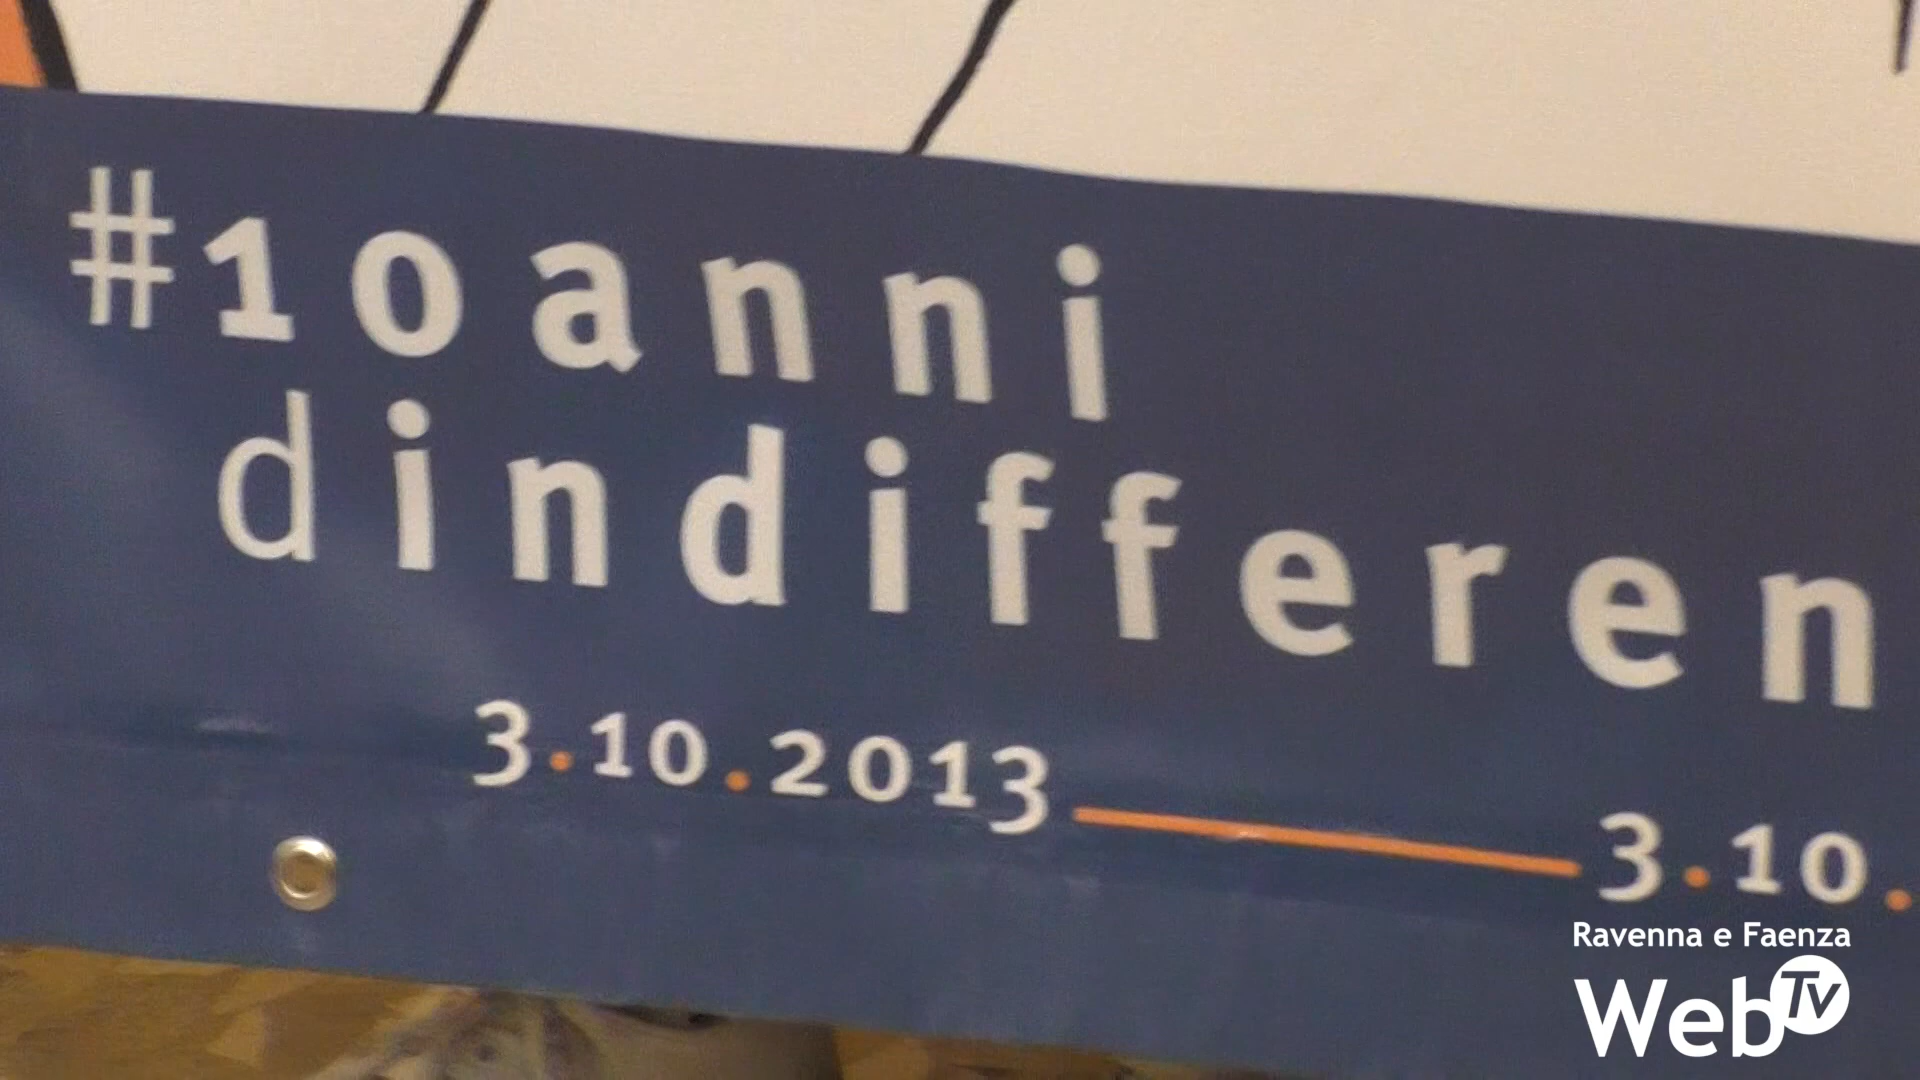 #10anni
dindifferen
3.10.2013 — 3.10.
Ravenna e Faenza
WebTv